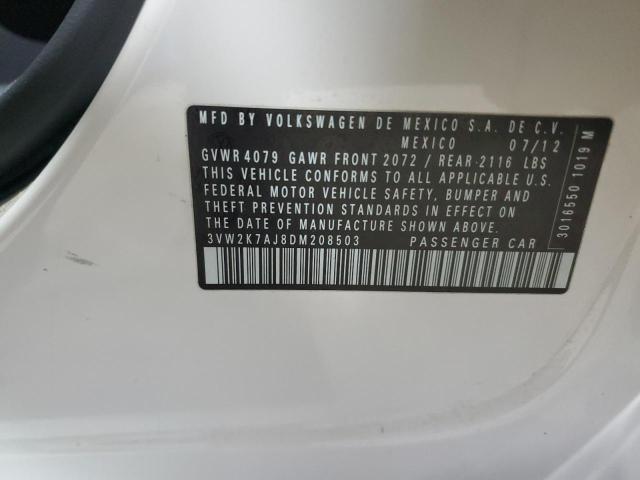 MFD BY VOLKSWAGEN DE MEXICO S.A. DE C.V.
MEXICO 07/12
GVWR 4079 GAWR FRONT 2072 / REAR-2116 LBS
THIS VEHICLE CONFORMS TO ALL APPLICABLE U.S.
FEDERAL MOTOR VEHICLE SAFETY, BUMPER AND
THEFT PREVENTION STANDARDS IN EFFECT ON
THE DATE OF MANUFACTURE SHOWN ABOVE.
3VW2K7AJ8DM208503 PASSENGER CAR
3016550 1019 M